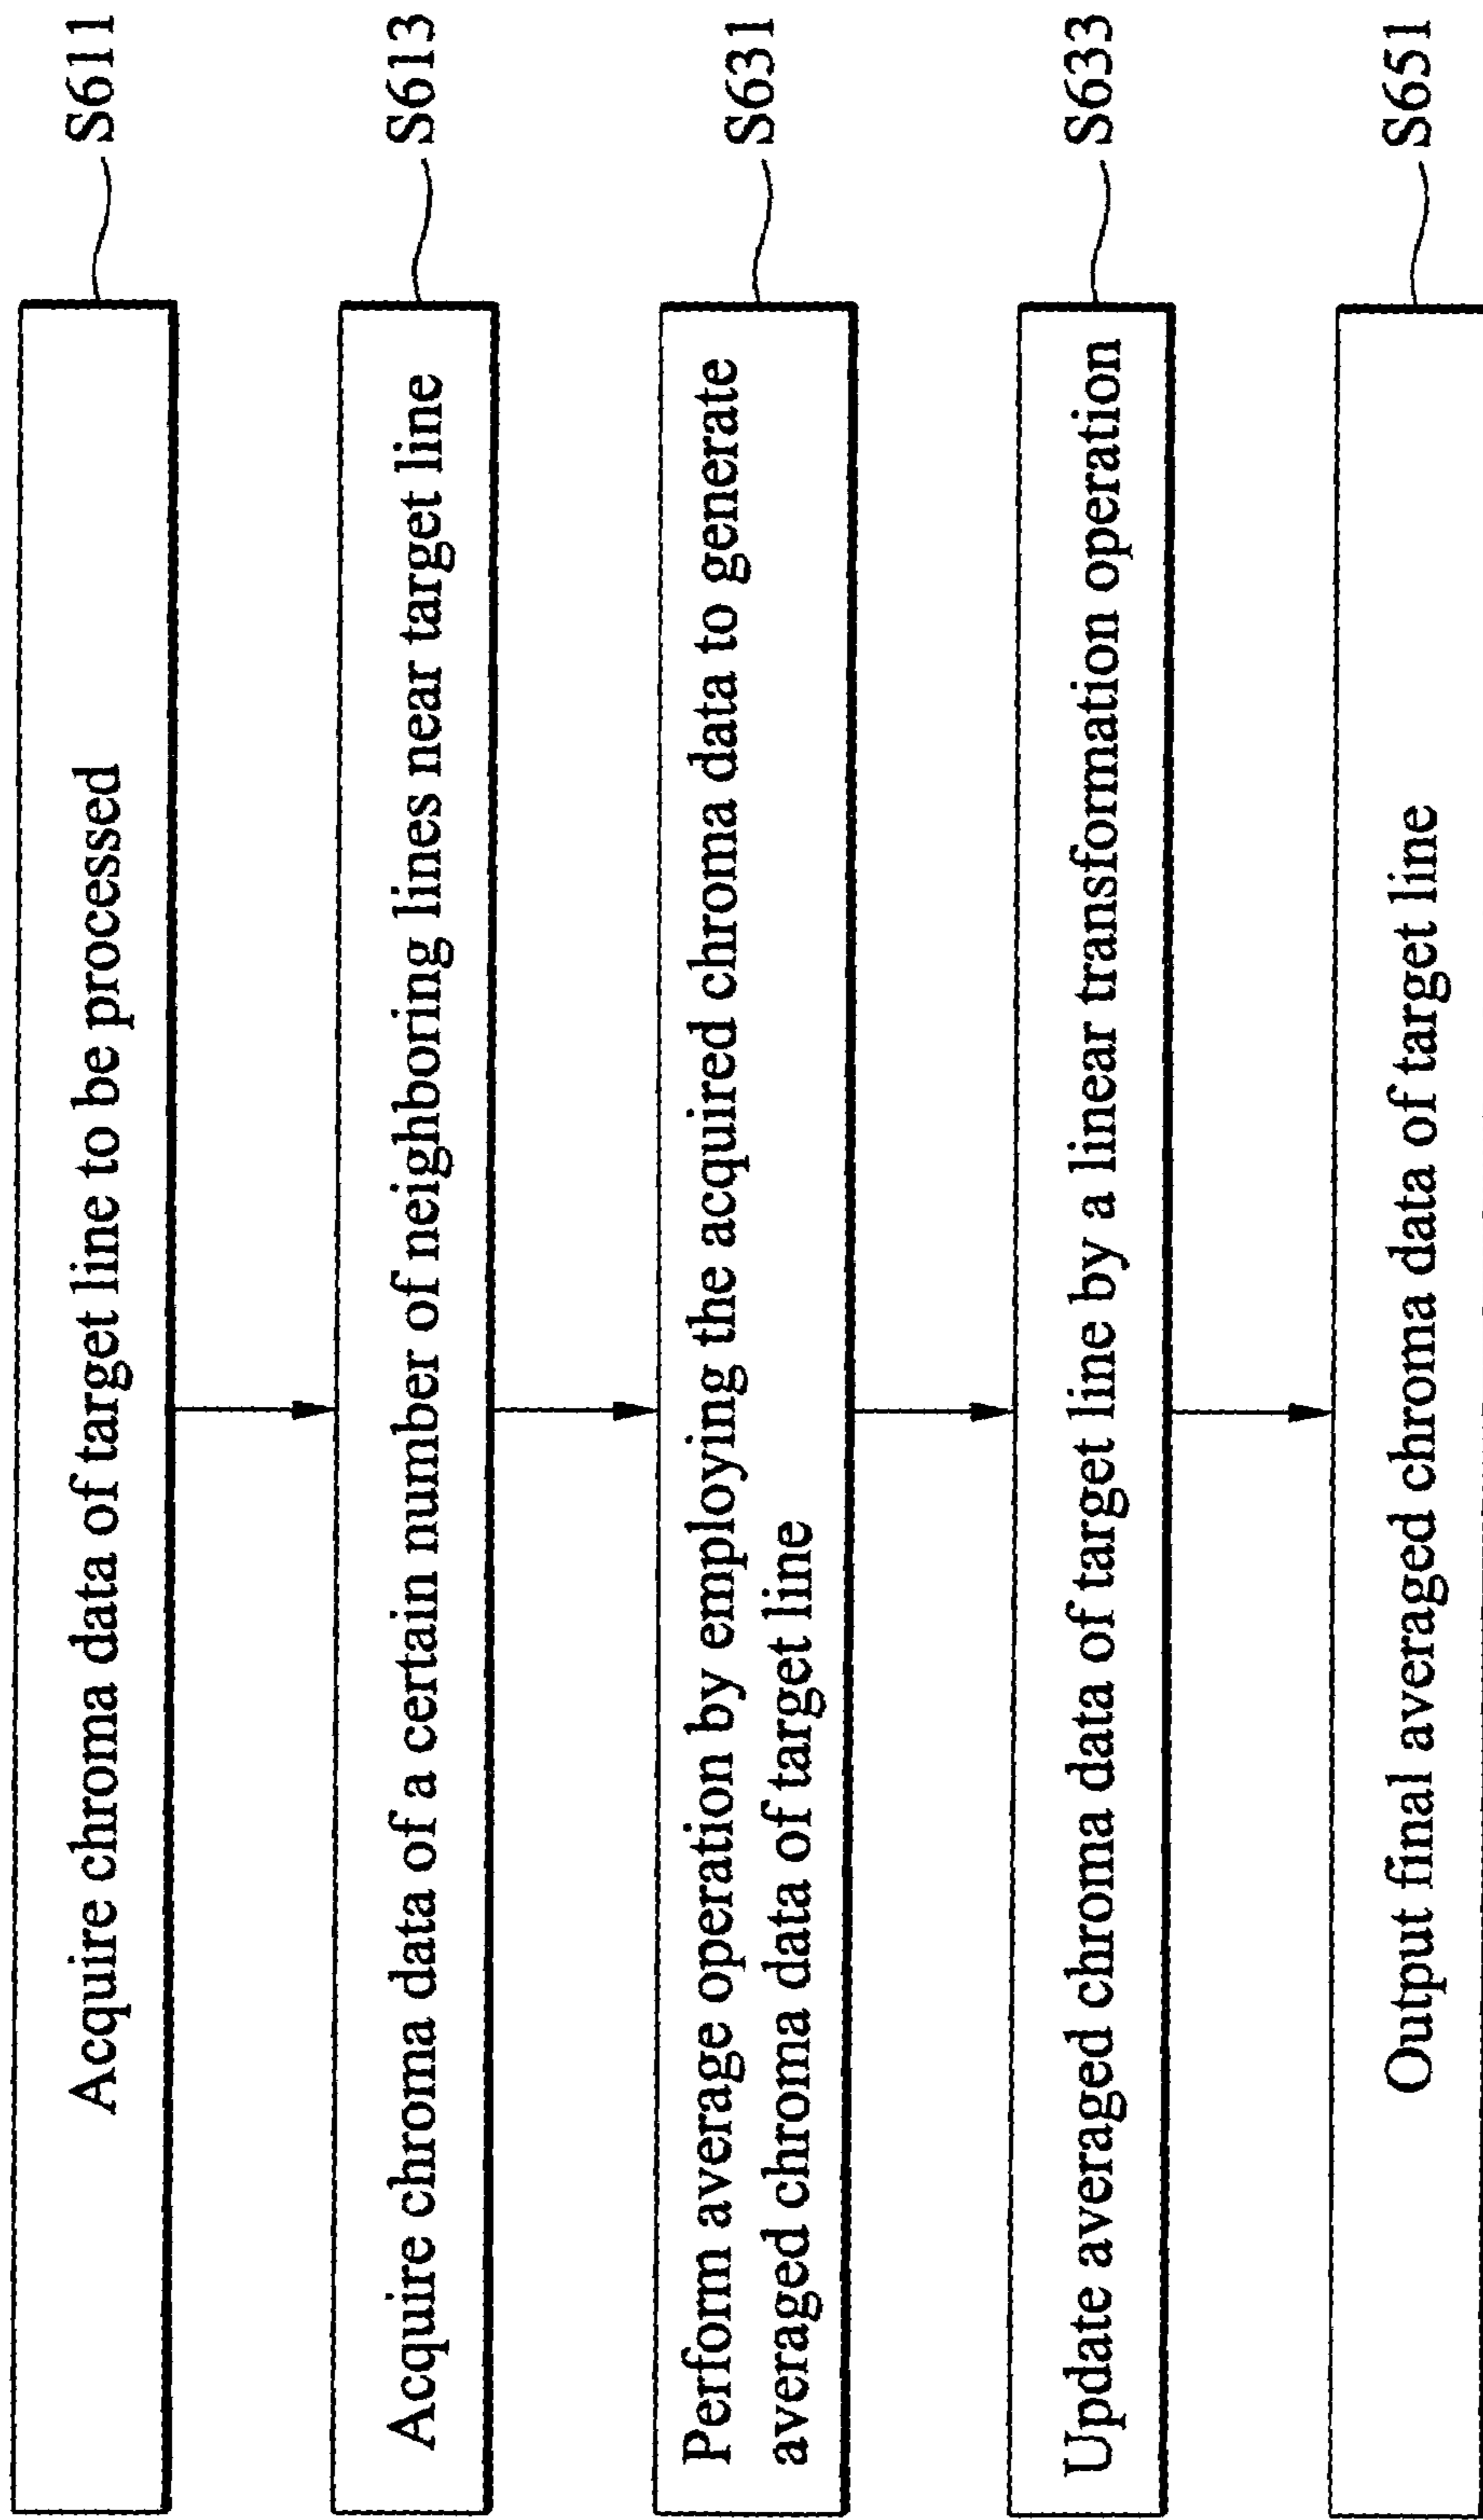 Acquire chroma data of target line to be processed
S611
Acquire chroma data of a certain number of neighboring lines near target line
S613
Perform average operation by employing the acquired chroma data to generate
averaged chroma data of target line
S631
Update averaged chroma data of target line by a linear transformation operation
S633
Output final averaged chroma data of target line
S651